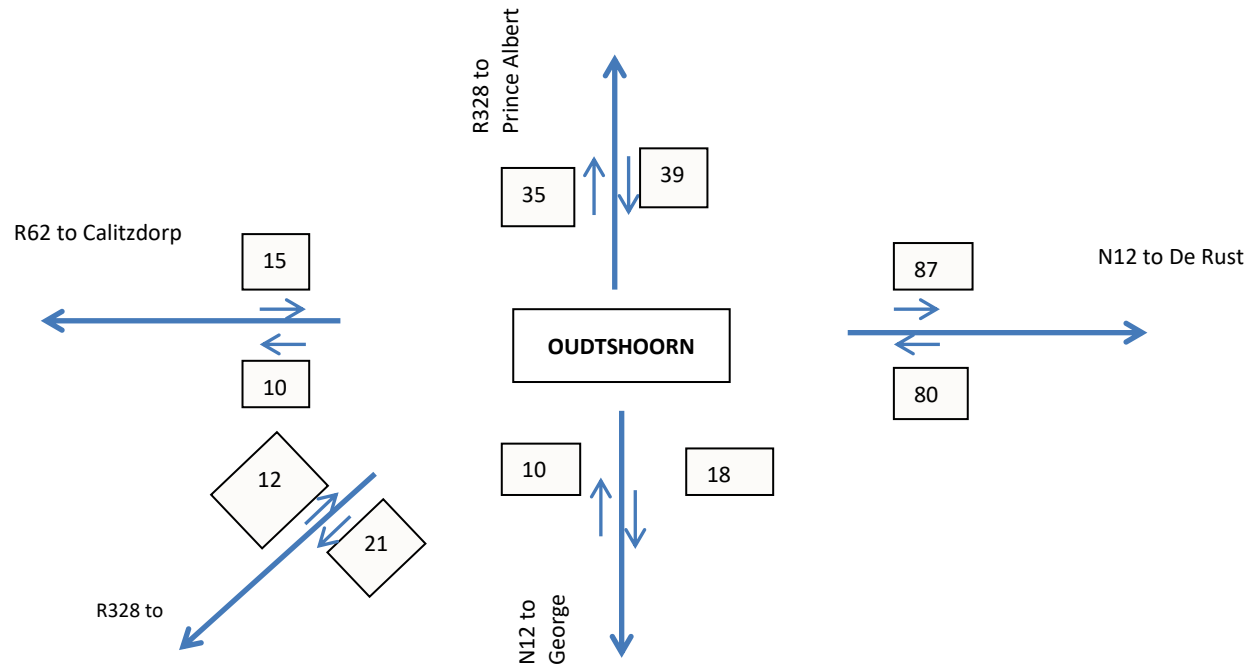 R328 to
Prince Albert
35
39
R62 to Calitzdorp
15
87
N12 to De Rust
OUDTSHOORN
10
80
12
10
18
21
R328 to
N12 to
George